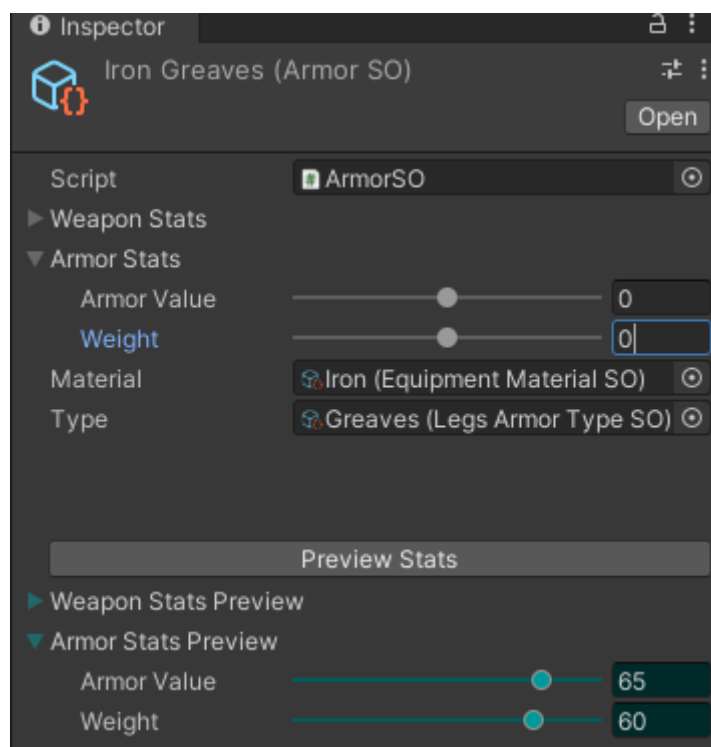 Inspector
Iron Greaves (Armor SO)
Open
Script # ArmorSO
Weapon Stats
Armor Stats
Armor Value 0
Weight 0
Material Iron (Equipment Material SO)
Type Greaves (Legs Armor Type SO)
Preview Stats
Weapon Stats Preview
Armor Stats Preview
Armor Value 65
Weight 60